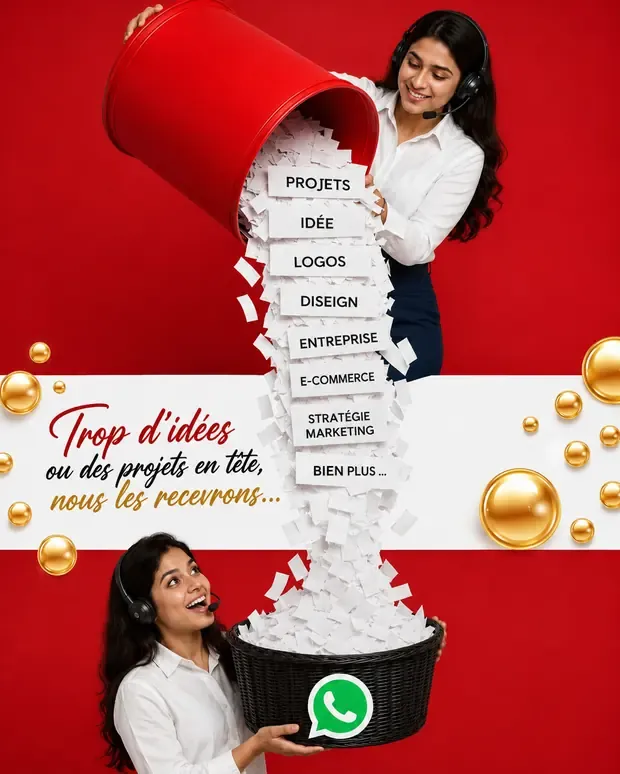 PROJETS
IDÉE
LOGOS
DISEIGN
ENTREPRISE
E-COMMERCE
STRATÉGIE
MARKETING
BIEN PLUS ...
Trop d'idées
ou des projets en tête,
nous les recevrons...